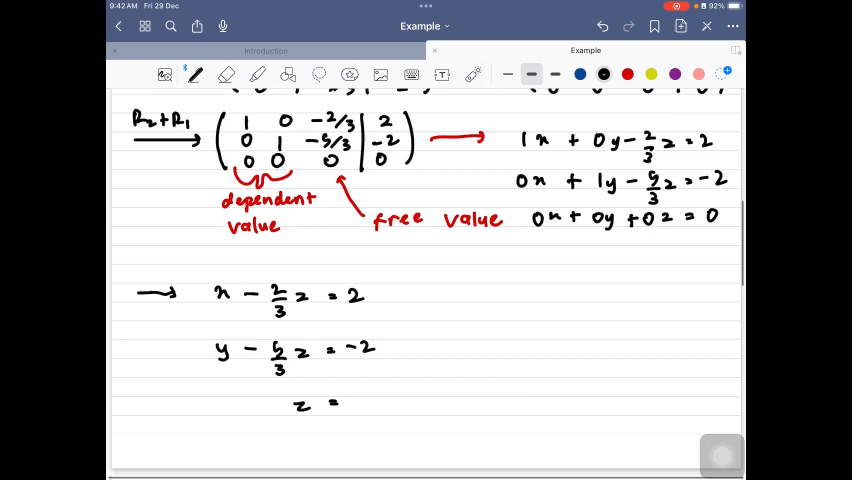 9:42 AM Fri 29 Dec
92%
Example
Introduction
Example
R₂+R₁
1 0 -2/3 | 2
0 1 -5/3 | -2
0 0 0 | 0
1x + 0y - 2/3 z = 2
0x + 1y - 5/3 z = -2
0x + 0y + 0z = 0
dependent
value
free value
x - 2/3 z = 2
y - 5/3 z = -2
z =